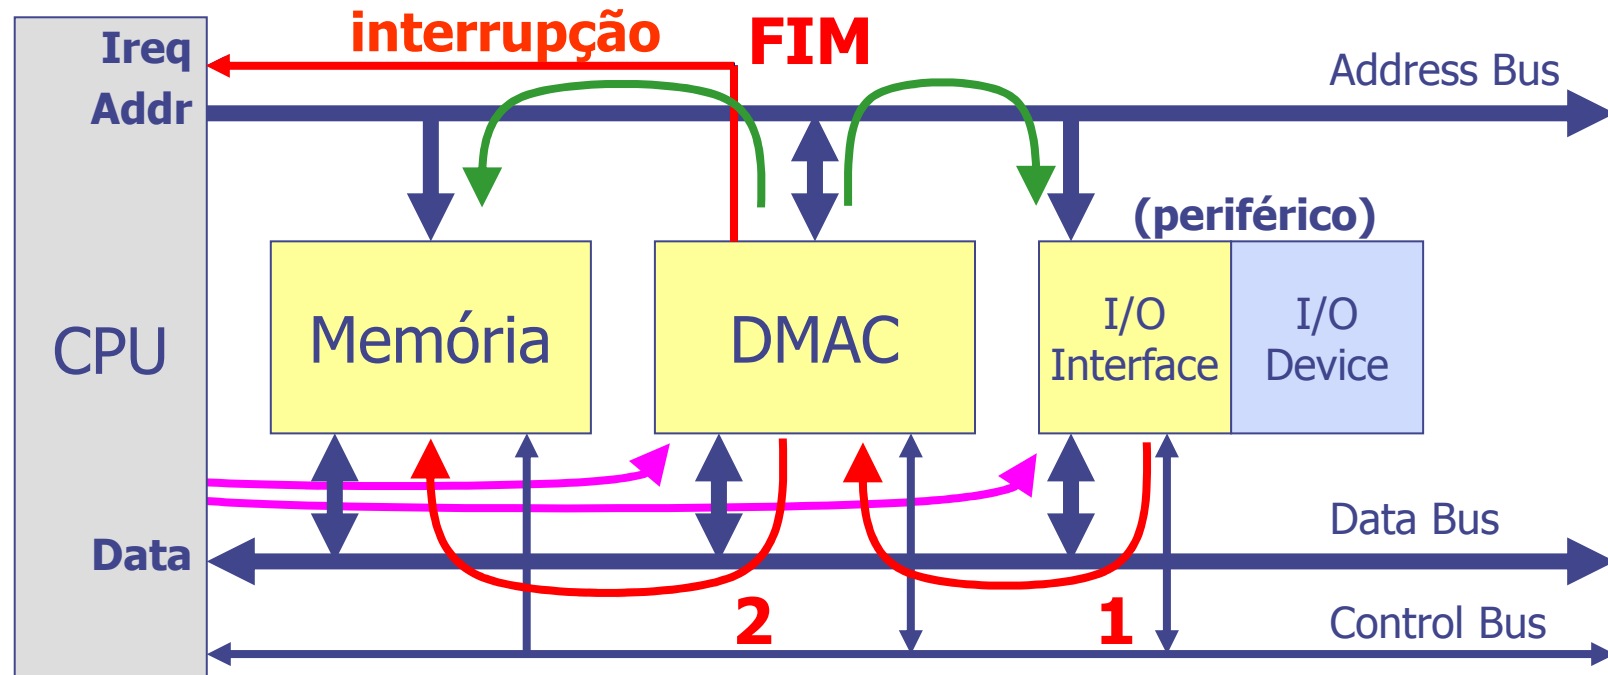 Ireq
interrupção
FIM
Address Bus
Addr
(periférico)
CPU
Memória
DMAC
I/O
Interface
I/O
Device
Data
Data Bus
2
1
Control Bus